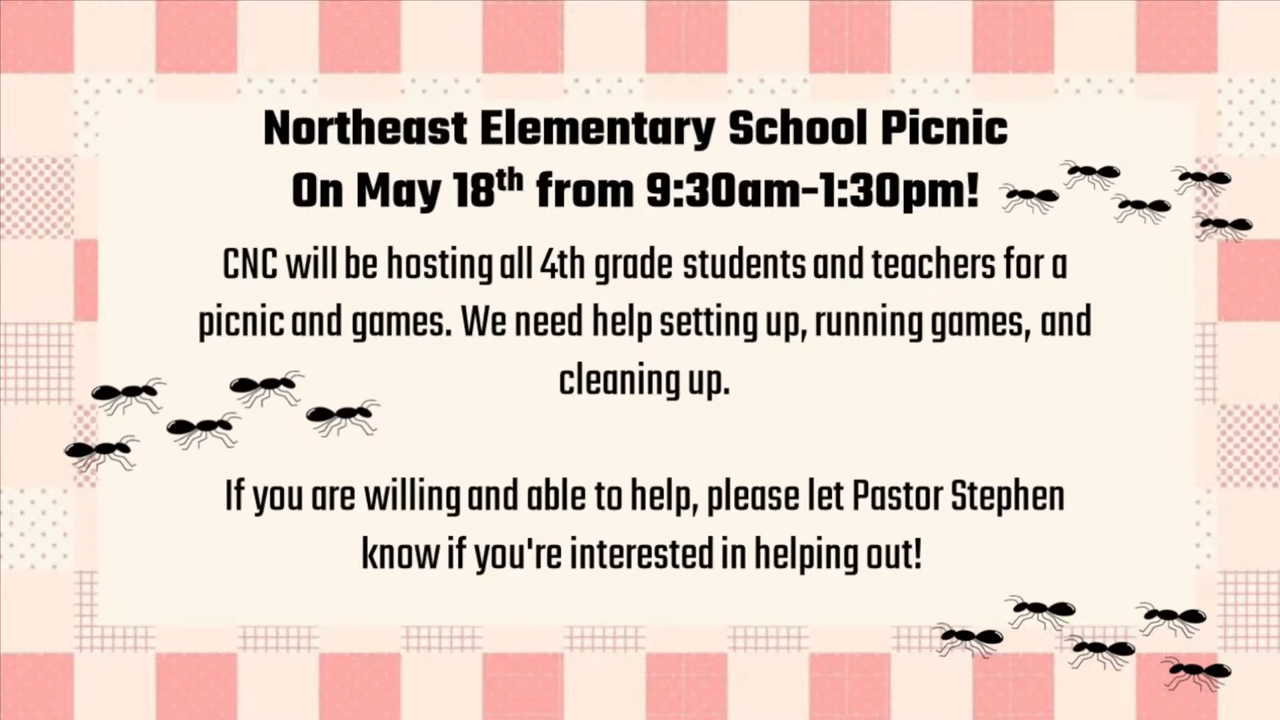 Northeast Elementary School Picnic
On May 18th from 9:30am-1:30pm!
CNC will be hosting all 4th grade students and teachers for a
picnic and games. We need help setting up, running games, and
cleaning up.
If you are willing and able to help, please let Pastor Stephen
know if you're interested in helping out!